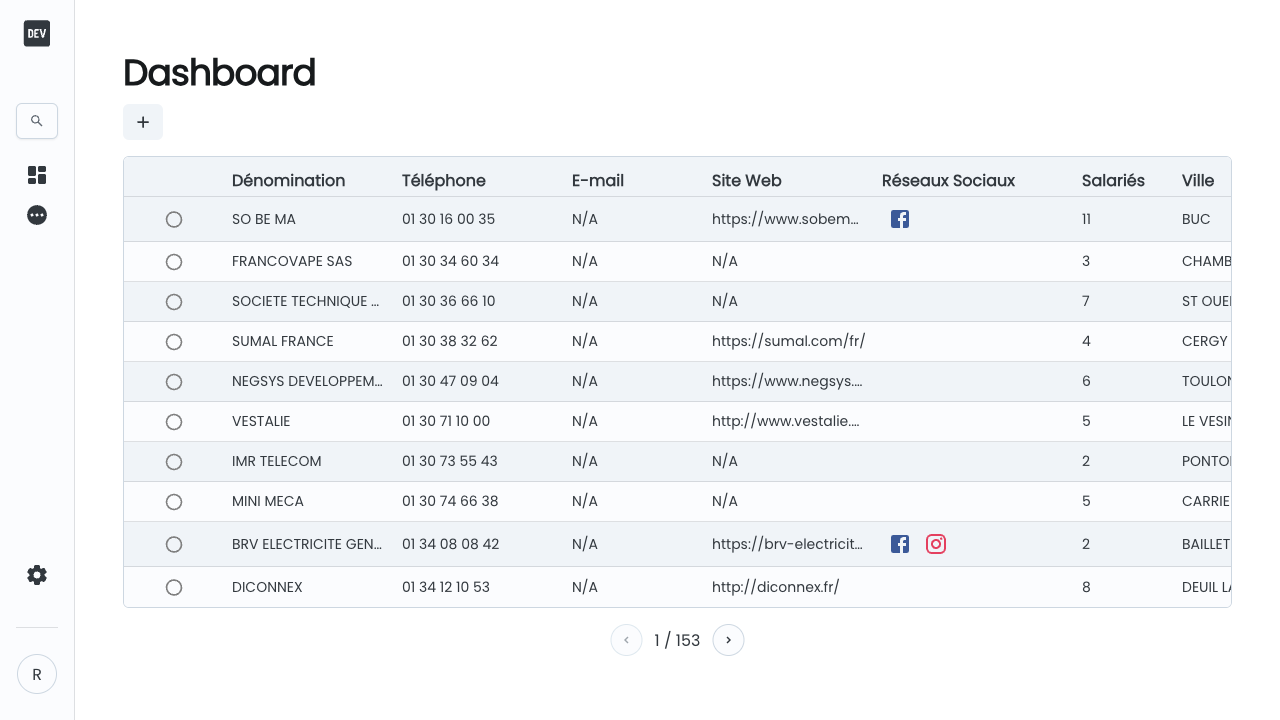 DEV
Dashboard
+
Dénomination Téléphone E-mail Site Web Réseaux Sociaux Salariés Ville
SO BE MA 01 30 16 00 35 N/A https://www.sobem... 11 BUC
FRANCOVAPE SAS 01 30 34 60 34 N/A N/A 3 CHAMB
SOCIETE TECHNIQUE ... 01 30 36 66 10 N/A N/A 7 ST OUE
SUMAL FRANCE 01 30 38 32 62 N/A https://sumal.com/fr/ 4 CERGY
NEGSYS DEVELOPPEM... 01 30 47 09 04 N/A https://www.negsys.... 6 TOULON
VESTALIE 01 30 71 10 00 N/A http://www.vestalie.... 5 LE VESIN
IMR TELECOM 01 30 73 55 43 N/A N/A 2 PONTO
MINI MECA 01 30 74 66 38 N/A N/A 5 CARRIE
BRV ELECTRICITE GEN... 01 34 08 08 42 N/A https://brv-electricit... 2 BAILLET
DICONNEX 01 34 12 10 53 N/A http://diconnex.fr/ 8 DEUIL LA
1 / 153
R